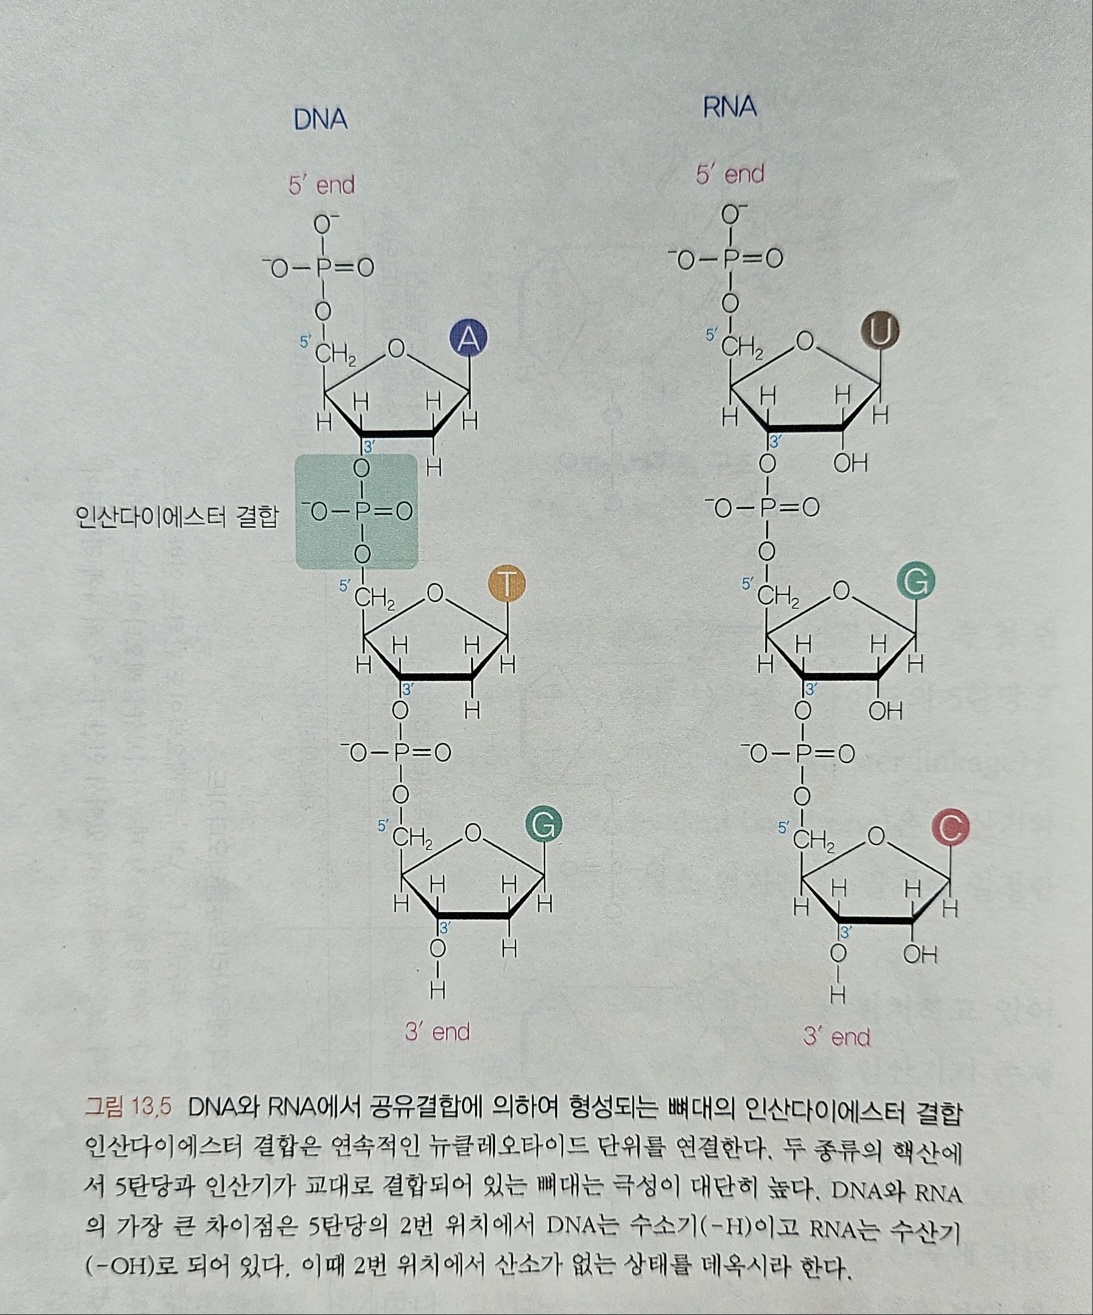 DNA
5′ end
O⁻
⁻O–P=O
O
5′
CH₂
O
A
H
H
H
H
3′
H
O
인산다이에스터 결합
⁻O–P=O
O
5′
CH₂
O
T
H
H
H
H
3′
H
O
⁻O–P=O
O
5′
CH₂
O
G
H
H
H
H
3′
H
O
H
3′ end
RNA
5′ end
O⁻
⁻O–P=O
O
5′
CH₂
O
U
H
H
H
H
3′
OH
O
⁻O–P=O
O
5′
CH₂
O
G
H
H
H
H
3′
OH
O
⁻O–P=O
O
5′
CH₂
O
C
H
H
H
H
3′
OH
O
H
3′ end
그림 13.5 DNA와 RNA에서 공유결합에 의하여 형성되는 뼈대의 인산다이에스터 결합
인산다이에스터 결합은 연속적인 뉴클레오타이드 단위를 연결한다. 두 종류의 핵산에
서 5탄당과 인산기가 교대로 결합되어 있는 뼈대는 극성이 대단히 높다. DNA와 RNA
의 가장 큰 차이점은 5탄당의 2번 위치에서 DNA는 수소기(-H)이고 RNA는 수산기
(-OH)로 되어 있다. 이때 2번 위치에서 산소가 없는 상태를 데옥시라 한다.